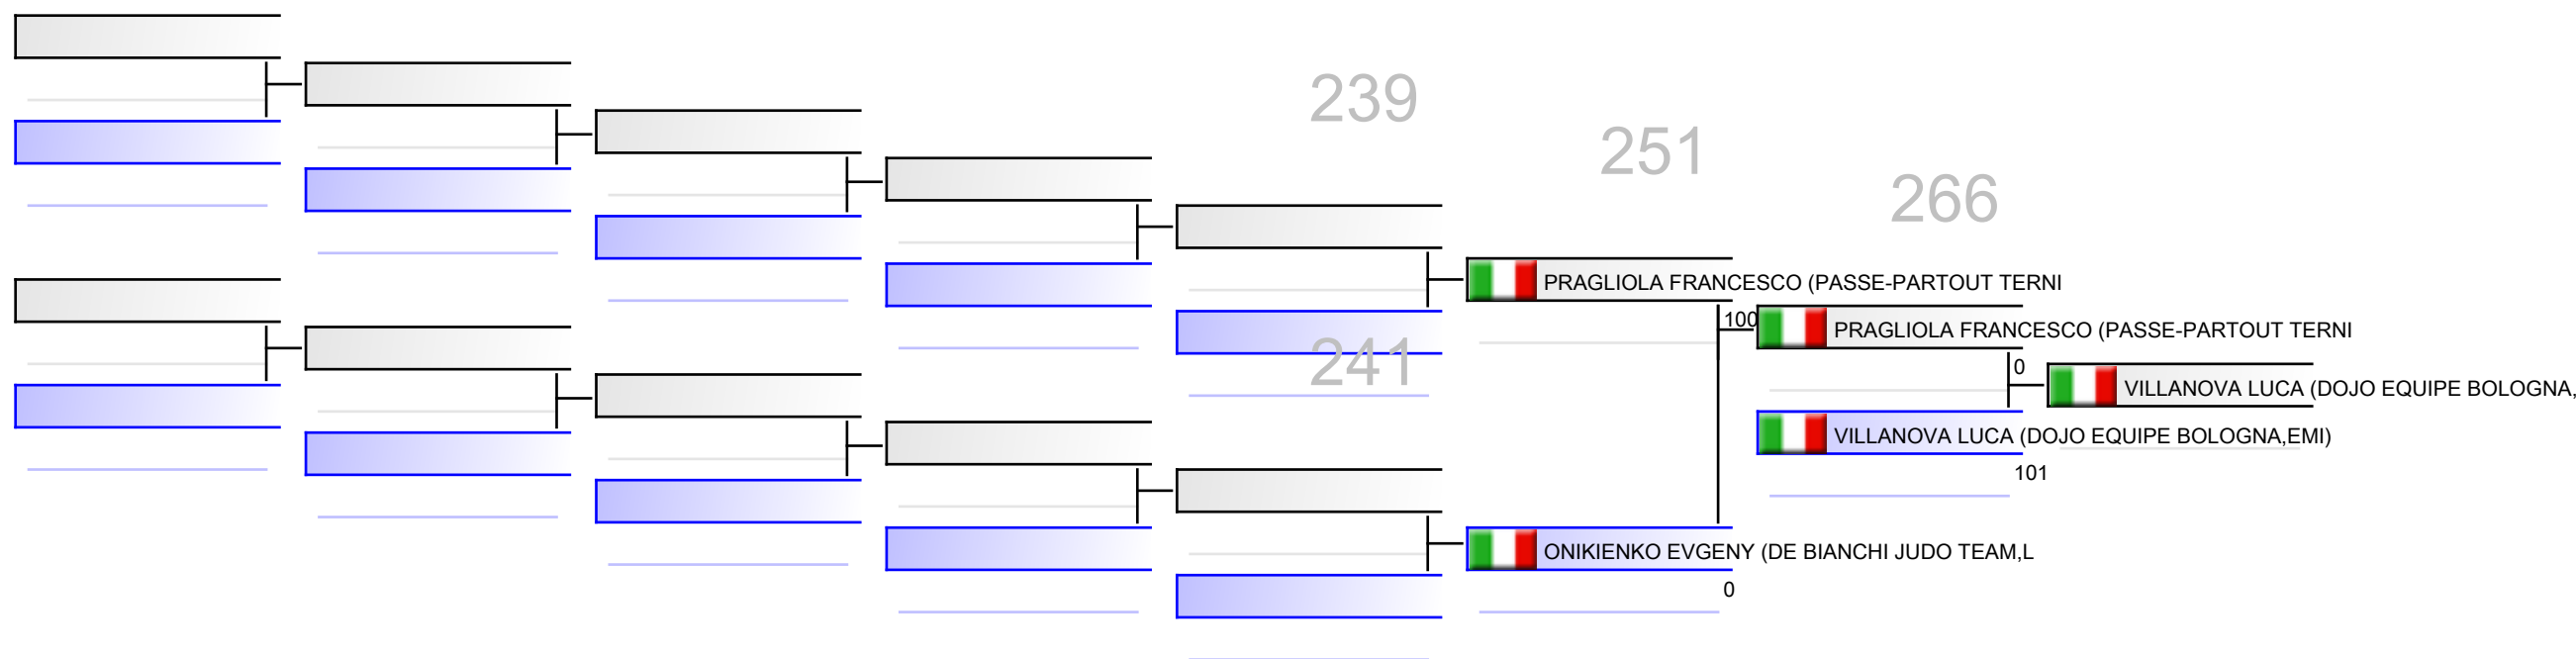 239
251
266
PRAGLIOLA FRANCESCO (PASSE-PARTOUT TERNI
100
PRAGLIOLA FRANCESCO (PASSE-PARTOUT TERNI
241
0
VILLANOVA LUCA (DOJO EQUIPE BOLOGNA,
VILLANOVA LUCA (DOJO EQUIPE BOLOGNA,EMI)
101
ONIKIENKO EVGENY (DE BIANCHI JUDO TEAM,L
0